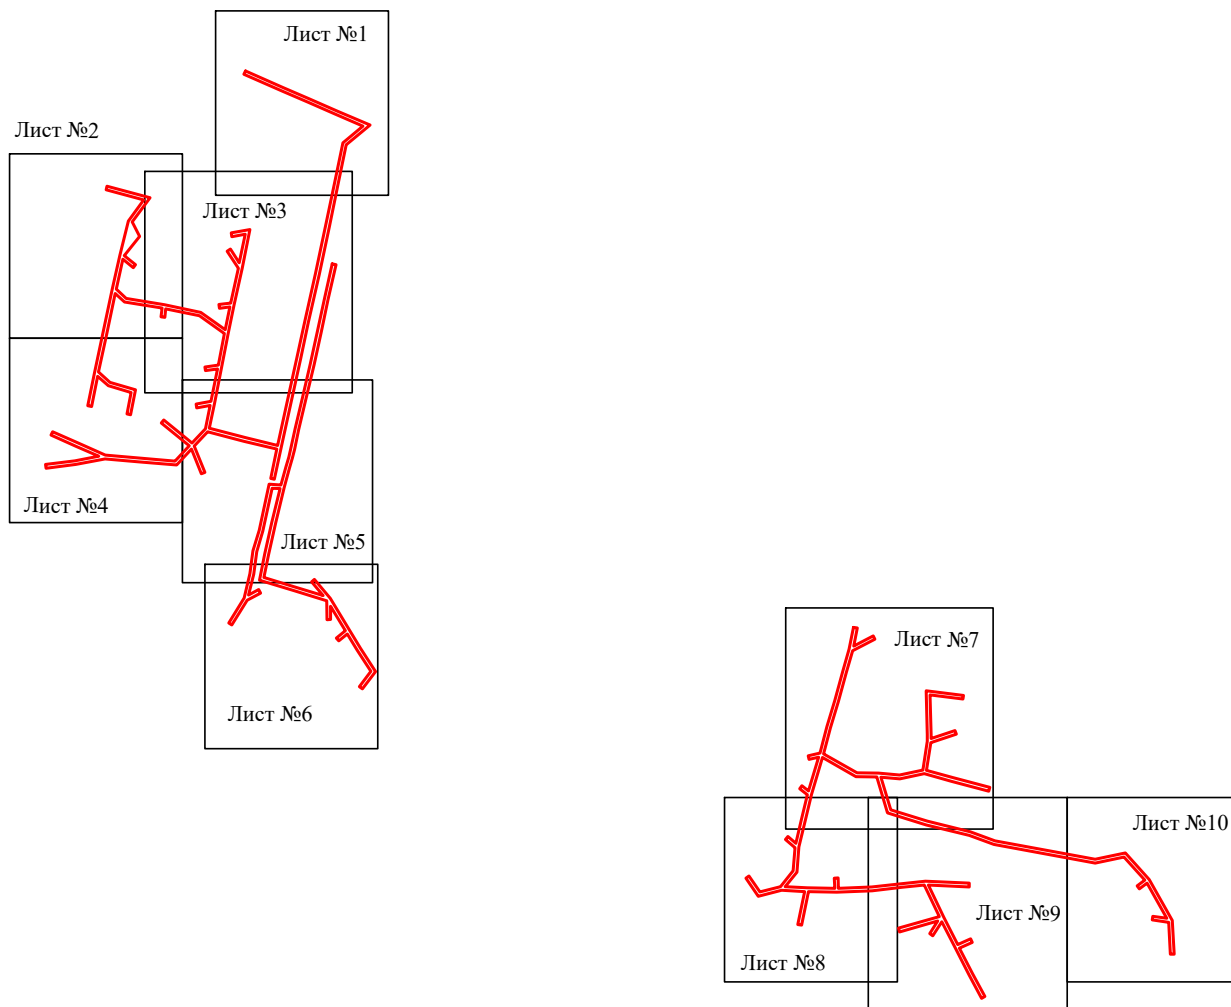 Лист №1
Лист №2
Лист №3
Лист №4
Лист №5
Лист №6
Лист №7
Лист №10
Лист №9
Лист №8